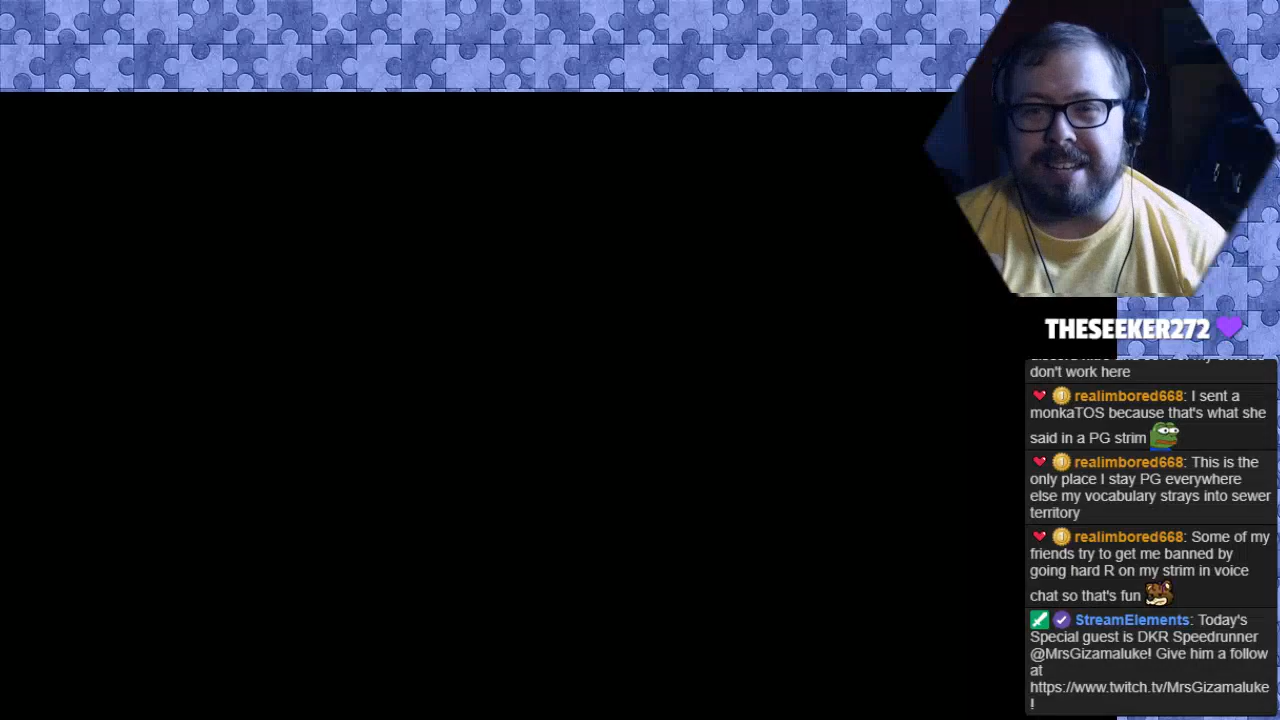 THESEEKER272
don't work here
realimbored668: I sent a
monkaTOS because that's what she
said in a PG strim
realimbored668: This is the
only place I stay PG everywhere
else my vocabulary strays into sewer
territory
realimbored668: Some of my
friends try to get me banned by
going hard R on my strim in voice
chat so that's fun
StreamElements: Today's
Special guest is DKR Speedrunner
@MrsGizamaluke! Give him a follow
at
https://www.twitch.tv/MrsGizamaluke
!